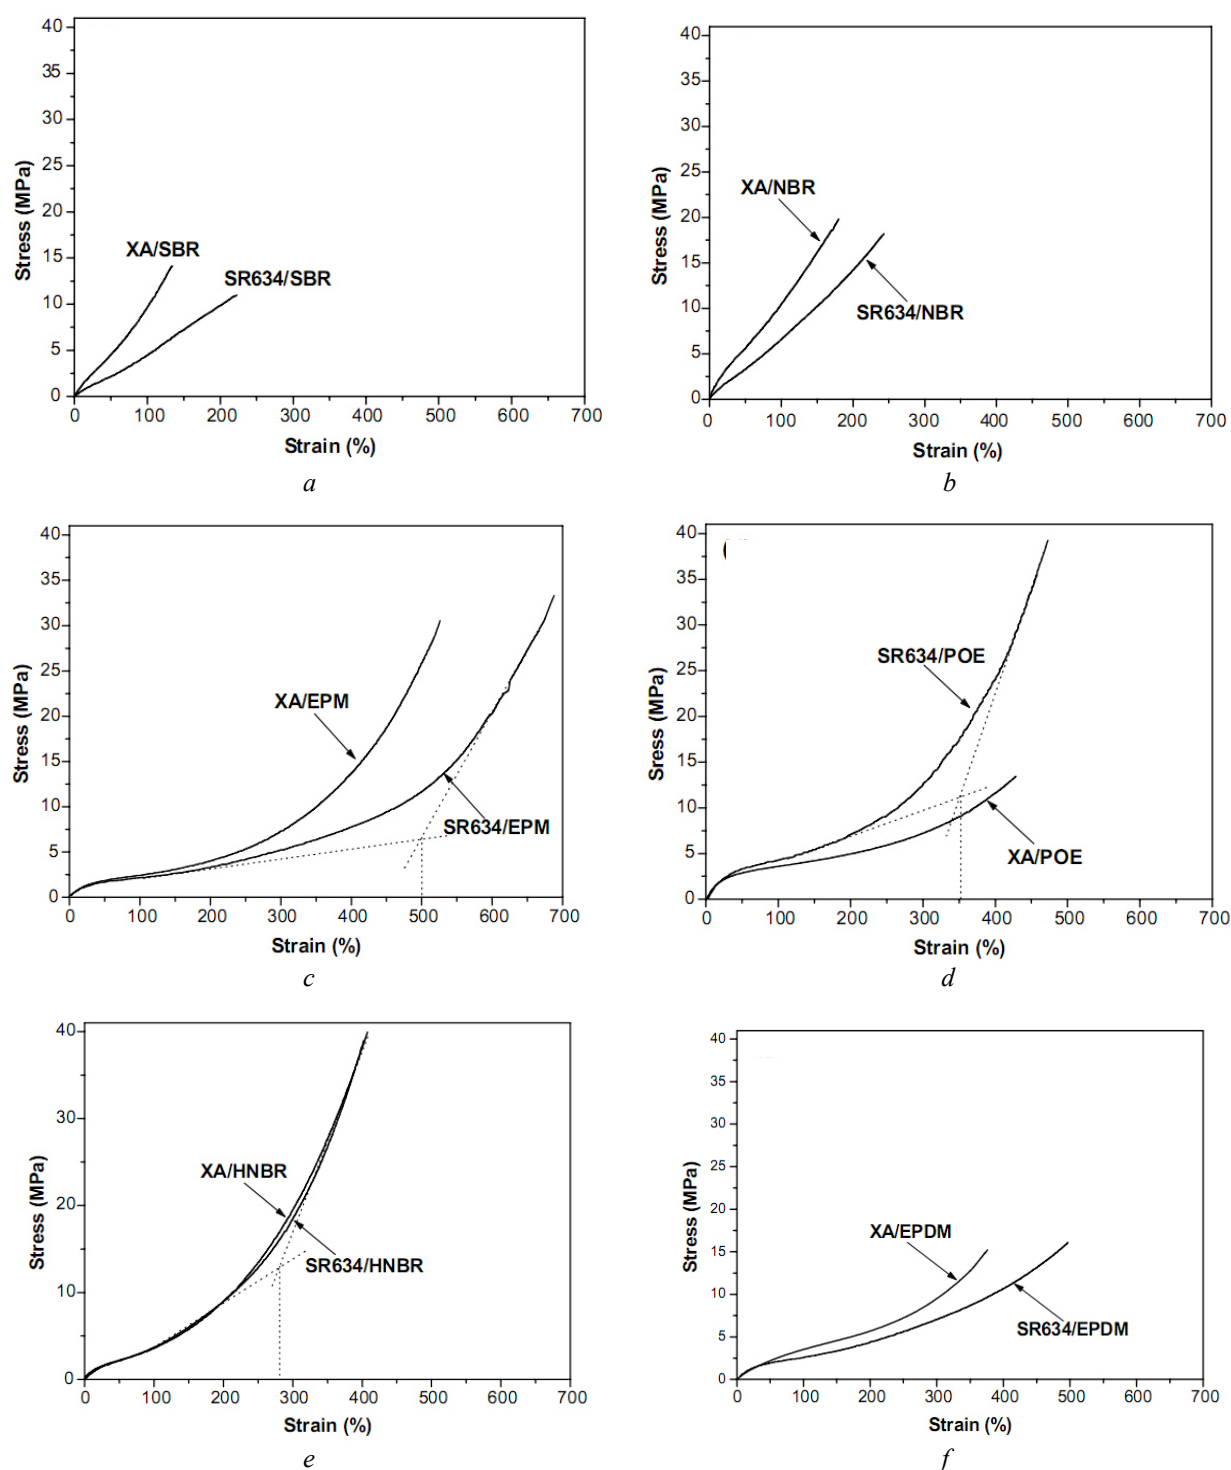 40
35
30
25
20
15
10
5
0
Stress (MPa)
XA/SBR
SR634/SBR
0 100 200 300 400 500 600 700
Strain (%)
a
40
35
30
25
20
15
10
5
0
Stress (MPa)
XA/NBR
SR634/NBR
0 100 200 300 400 500 600 700
Strain (%)
b
40
35
30
25
20
15
10
5
0
Stress (MPa)
XA/EPM
SR634/EPM
0 100 200 300 400 500 600 700
Strain (%)
c
40
35
30
25
20
15
10
5
0
Sress (MPa)
SR634/POE
XA/POE
0 100 200 300 400 500 600 700
Strain (%)
d
40
30
20
10
0
Stress (MPa)
XA/HNBR
SR634/HNBR
0 100 200 300 400 500 600 700
Strain (%)
e
40
35
30
25
20
15
10
5
0
Stress (MPa)
XA/EPDM
SR634/EPDM
0 100 200 300 400 500 600 700
Strain (%)
f